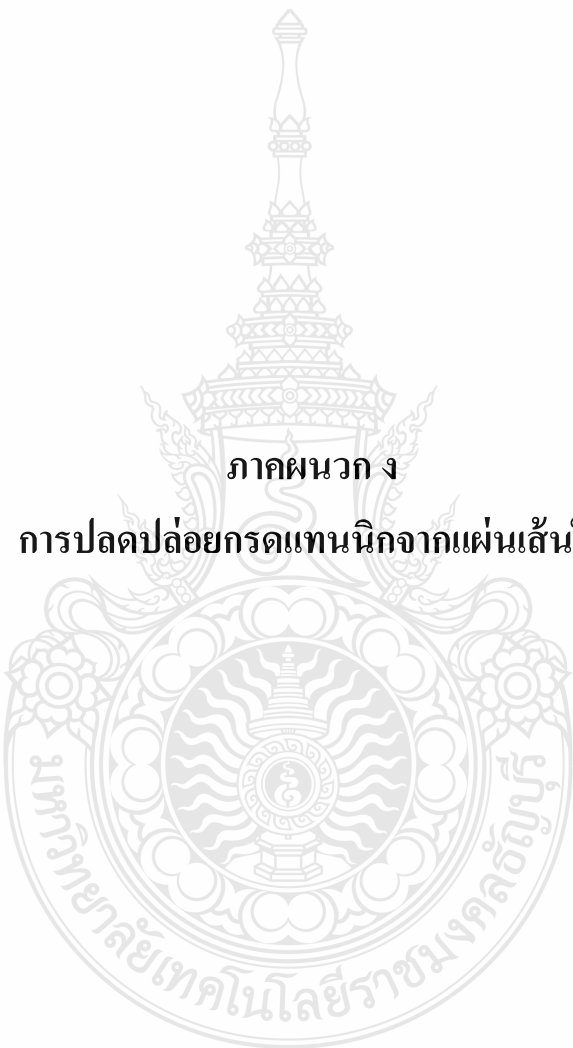 ภาคผนวก ง
การปลดปล่อยกรดแทนนิกจากแผ่นเส้น
มหาวิทยาลัยเทคโนโลยีราชมงคลธัญบุรี